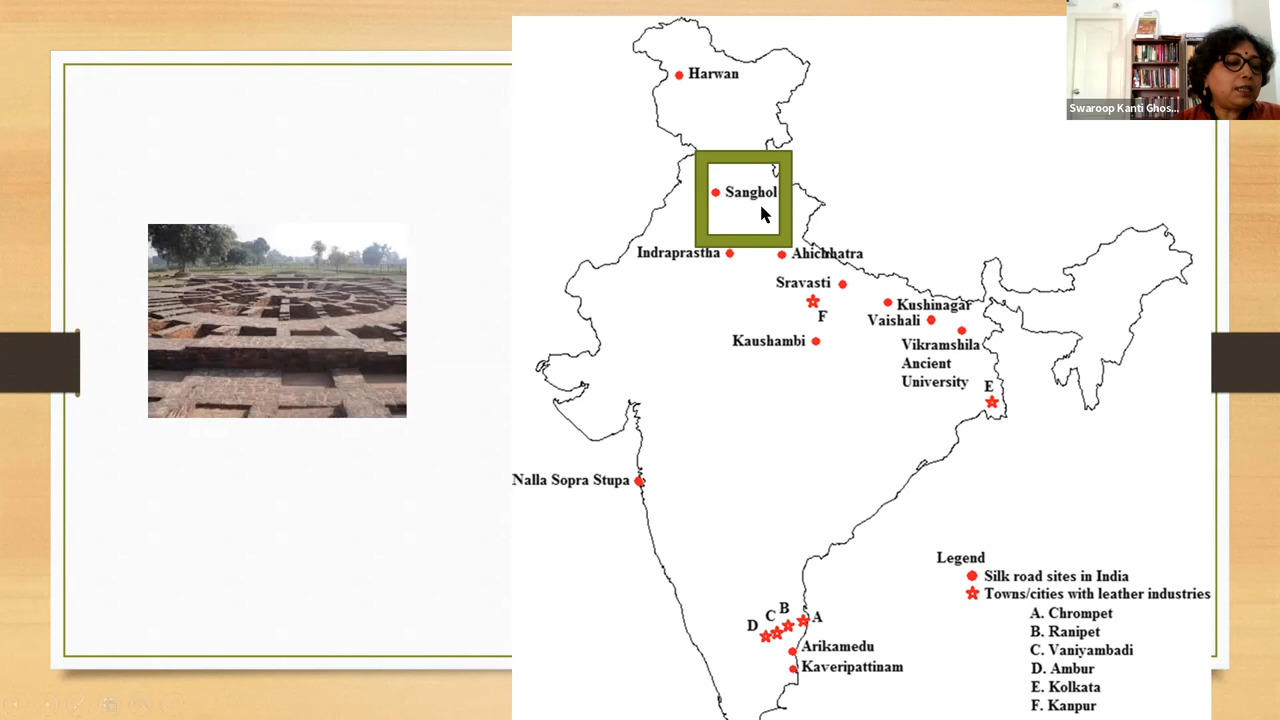 Swaroop Kanti Ghos...
Harwan
Sanghol
Indraprastha
Ahichhatra
Sravasti
Kushinagar
F
Vaishali
Kaushambi
Vikramshila
Ancient
University
E
Nalla Sopra Stupa
Legend
Silk road sites in India
Towns/cities with leather industries
A. Chrompet
B. Ranipet
C. Vaniyambadi
D. Ambur
E. Kolkata
F. Kanpur
B
C
A
D
Arikamedu
Kaveripattinam